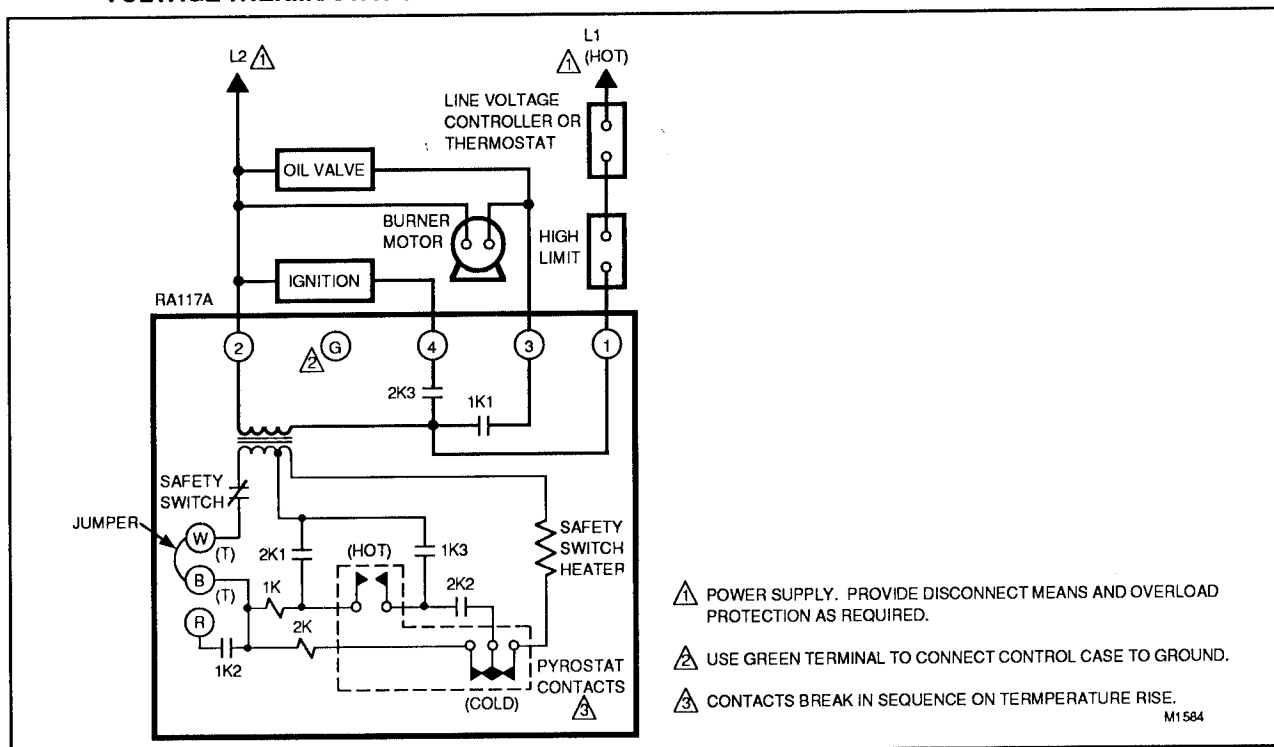 L2 1
L1
1 (HOT)
LINE VOLTAGE
CONTROLLER OR
THERMOSTAT
OIL VALVE
BURNER
MOTOR
HIGH
LIMIT
IGNITION
RA117A
2
2 G
4
3
1
2K3
1K1
SAFETY
SWITCH
JUMPER
W
(T)
2K1
(HOT)
1K3
SAFETY
SWITCH
HEATER
B
(T)
1K
2K2
R
2K
1K2
PYROSTAT
CONTACTS
(COLD)
3
1 POWER SUPPLY. PROVIDE DISCONNECT MEANS AND OVERLOAD
PROTECTION AS REQUIRED.
2 USE GREEN TERMINAL TO CONNECT CONTROL CASE TO GROUND.
3 CONTACTS BREAK IN SEQUENCE ON TERMPERATURE RISE.
M1584